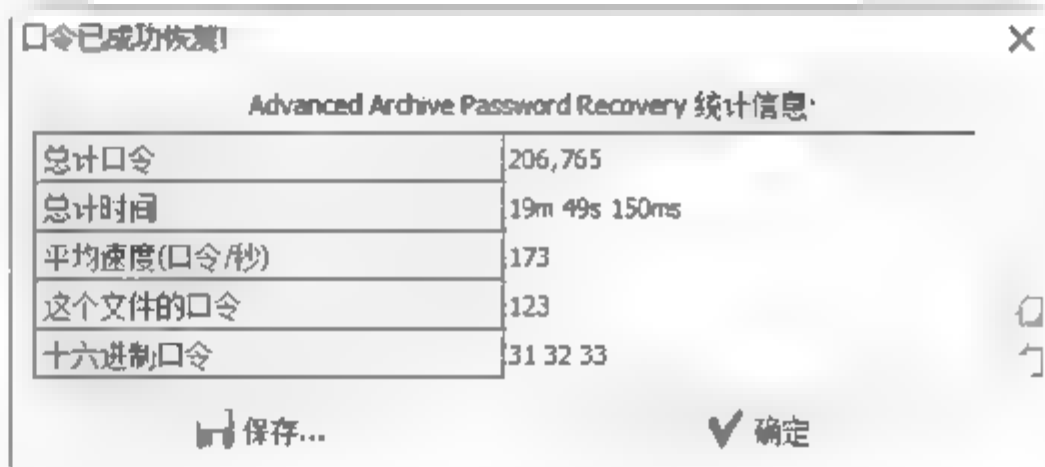 口令已成功恢复!
Advanced Archive Password Recovery 统计信息:
总计口令 206,765
总计时间 19m 49s 150ms
平均速度(口令/秒) 173
这个文件的口令 123
十六进制口令 31 32 33
保存... 确定